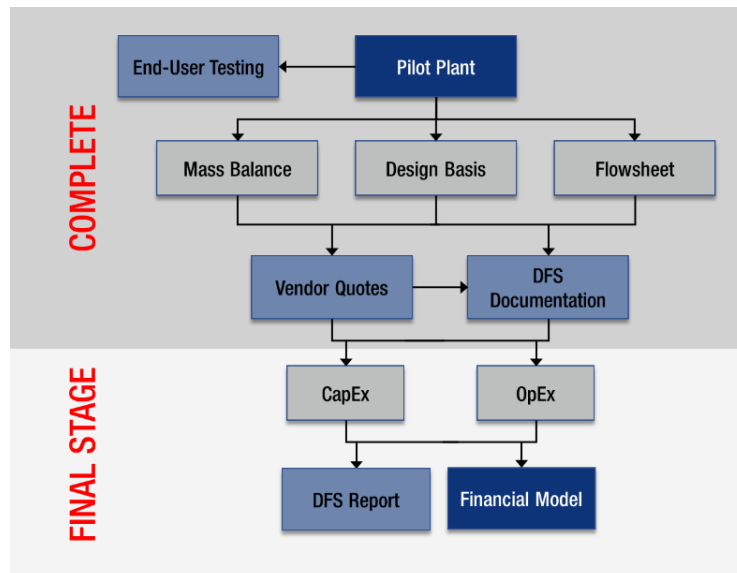 End-User Testing
Pilot Plant
COMPLETE
Mass Balance
Design Basis
Flowsheet
Vendor Quotes
DFS
Documentation
FINAL STAGE
CapEx
OpEx
DFS Report
Financial Model